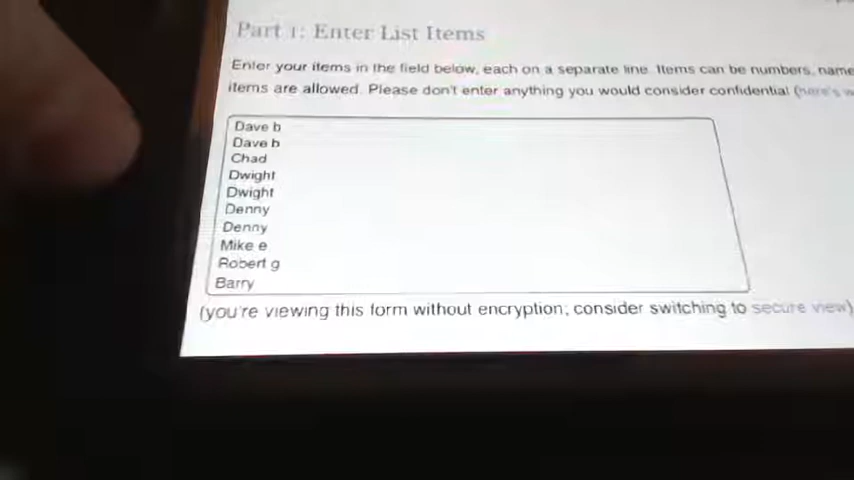 Part 1: Enter List Items
Enter your items in the field below, each on a separate line. Items can be numbers, name
items are allowed. Please don't enter anything you would consider confidential (here's w
Dave b
Dave b
Chad
Dwight
Dwight
Denny
Denny
Mike e
Robert g
Barry
(you're viewing this form without encryption; consider switching to secure view)